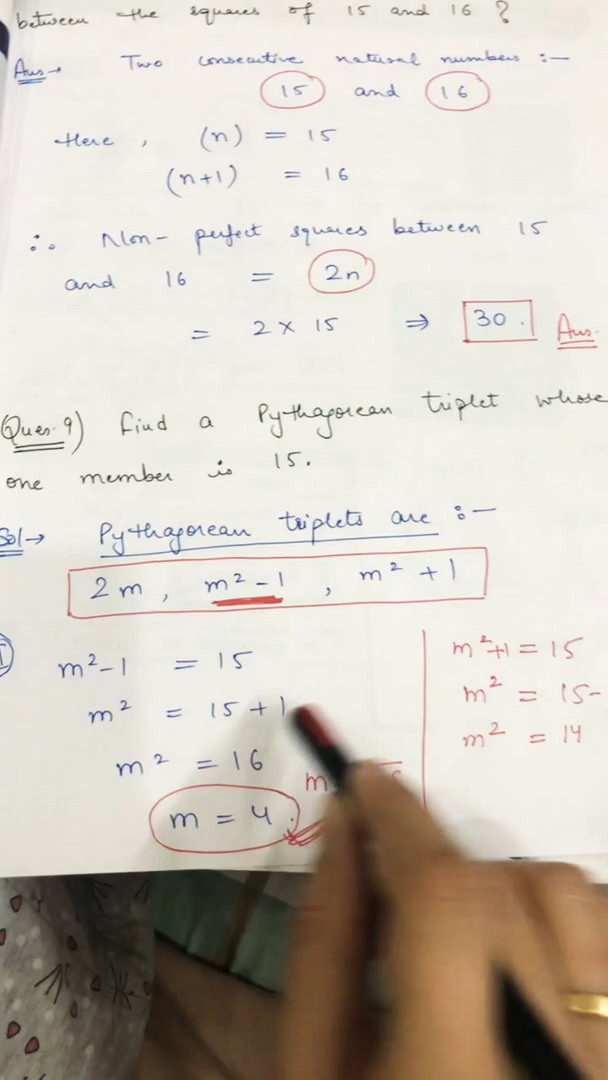 between the squares of 15 and 16 ?
Ans→ Two consecutive natural numbers :-
15 and 16
Here , (n) = 15
(n+1) = 16
∴ Non- perfect squares between 15
and 16 = 2n
= 2 × 15 ⇒ 30. Ans.
(Ques.9) Find a Pythagorean triplet whose
one member is 15.
Sol→ Pythagorean triplets are :-
2m , m² - 1 , m² + 1
m²-1 = 15
m² = 15 + 1
m² = 16
m = 4.
m
m²+1 = 15
m² = 15-
m² = 14